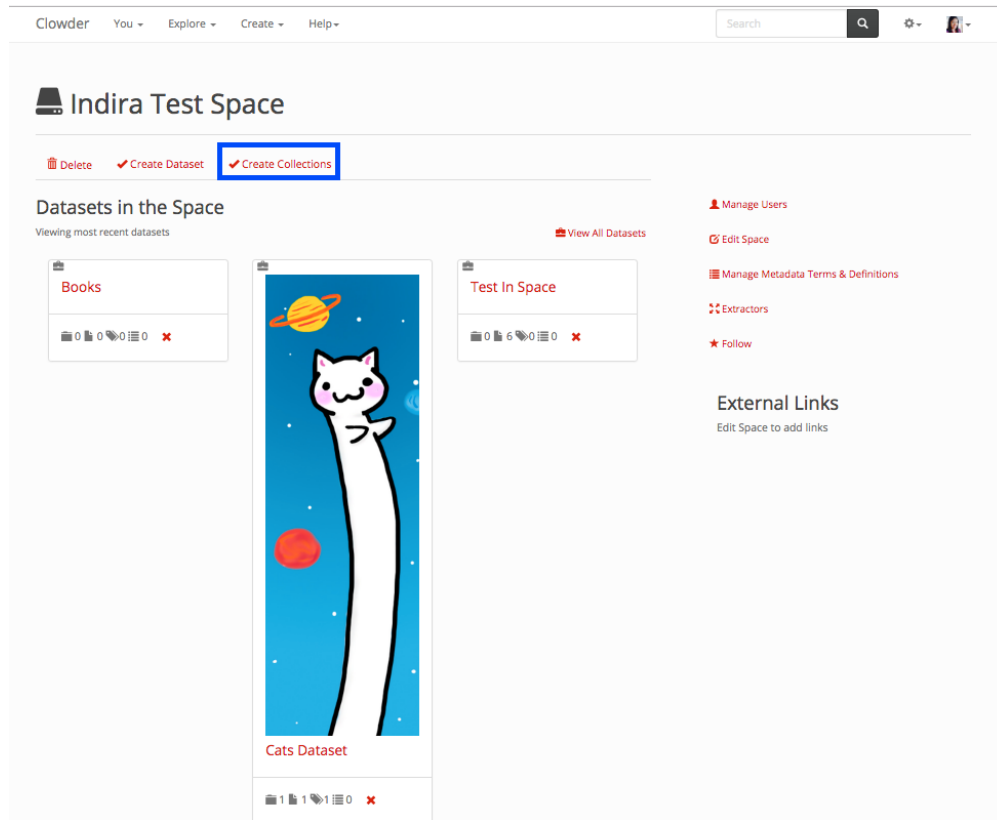 Clowder You Explore Create Help Search
Indira Test Space
Delete Create Dataset Create Collections
Datasets in the Space
Viewing most recent datasets
View All Datasets
Books
0 0 0 0
Cats Dataset
1 1 1 0
Test In Space
0 6 0 0
Manage Users
Edit Space
Manage Metadata Terms & Definitions
Extractors
Follow
External Links
Edit Space to add links